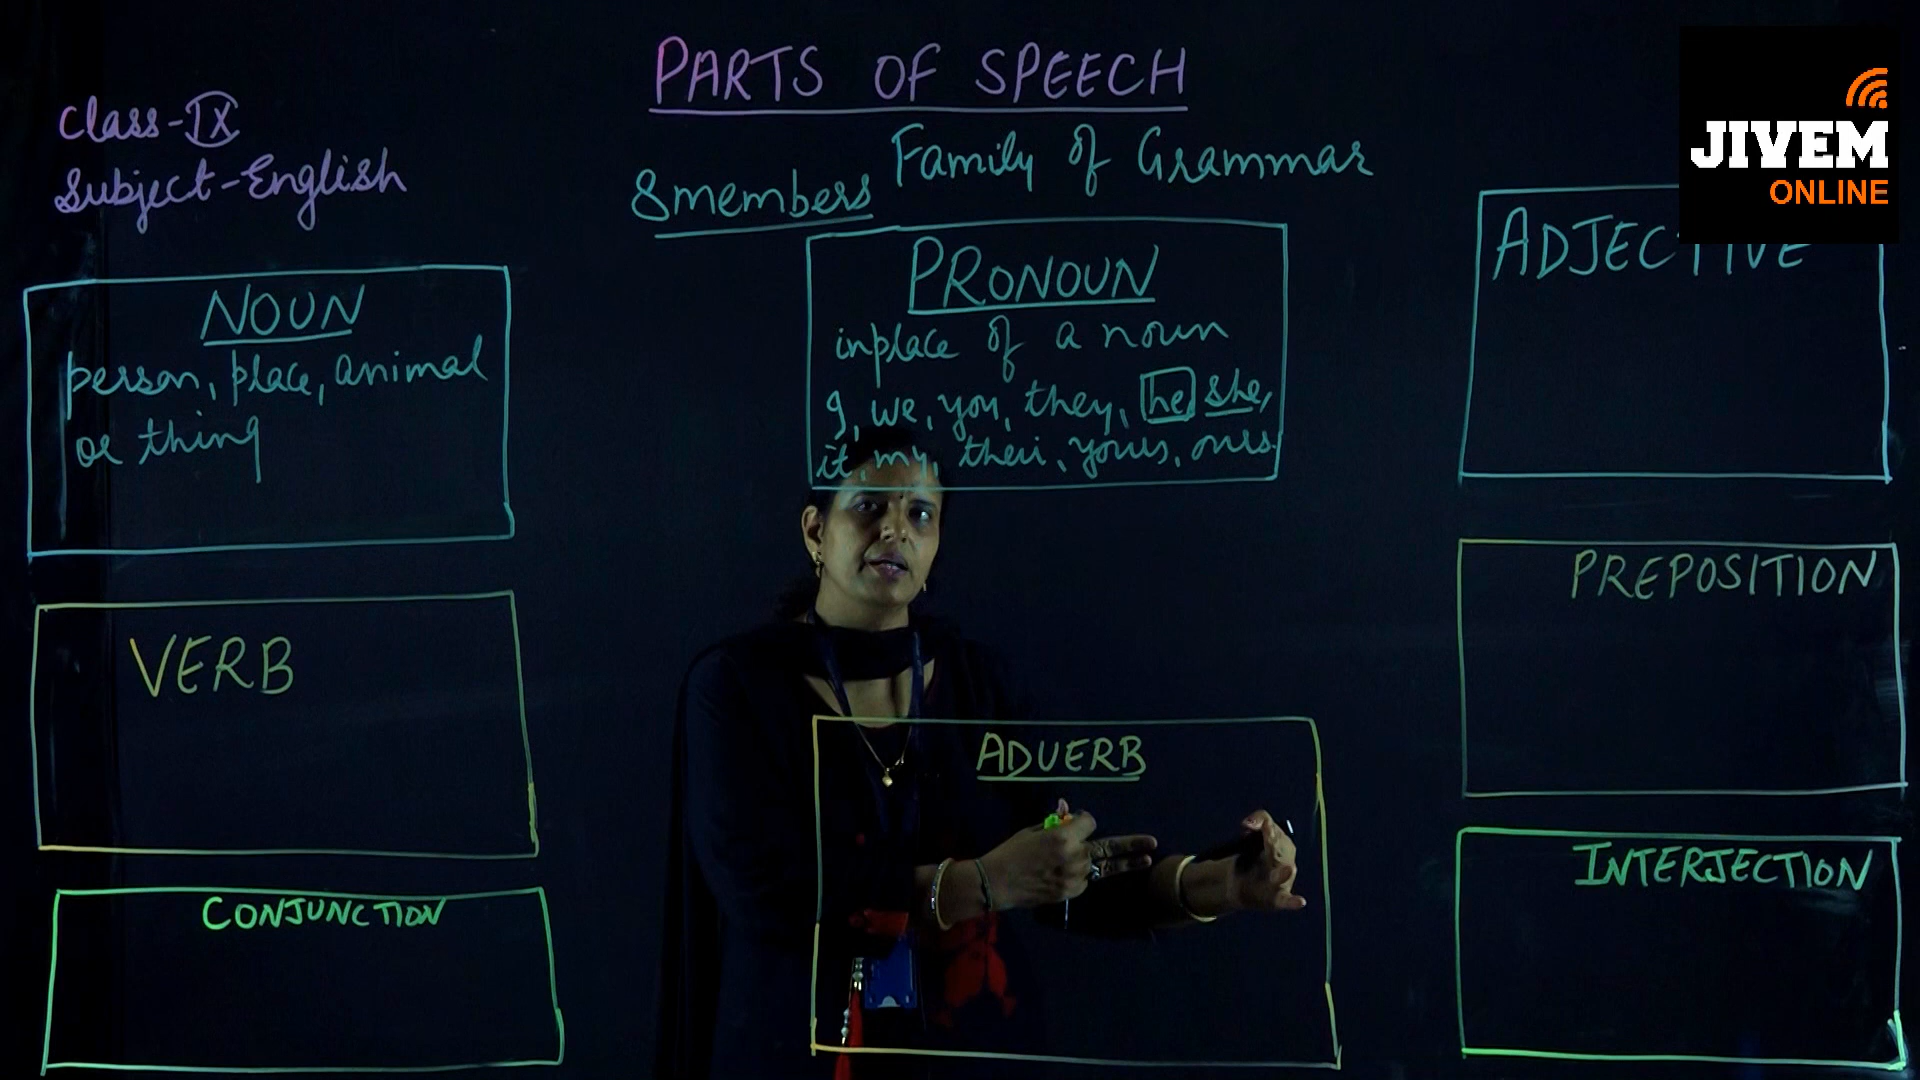 PARTS OF SPEECH
Class-IX
Subject-English
8 members Family of Grammar
JIVEM
ONLINE
NOUN
person, place, animal
or thing
PRONOUN
inplace of a noun
I, we, you, they, he she,
it, my, their, yours, ours.
ADJECTIVE
VERB
ADVERB
PREPOSITION
CONJUNCTION
INTERJECTION